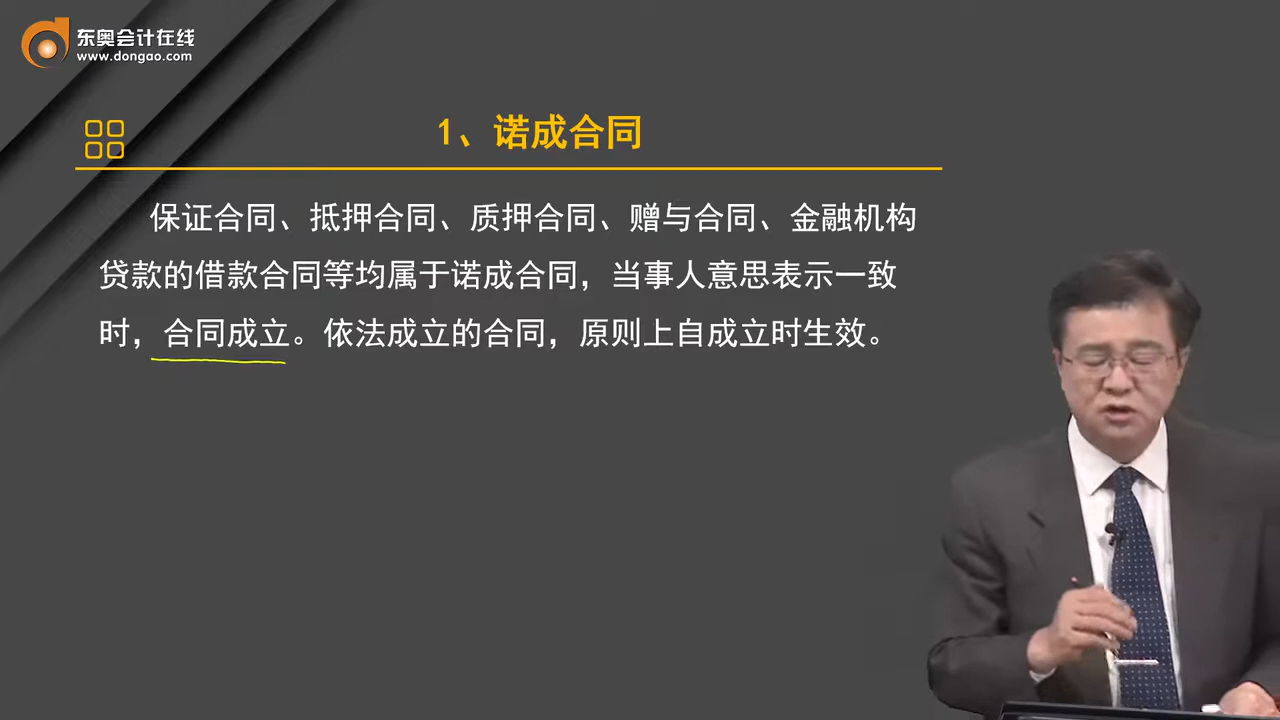 东奥会计在线
www.dongao.com
1、诺成合同
保证合同、抵押合同、质押合同、赠与合同、金融机构
贷款的借款合同等均属于诺成合同，当事人意思表示一致
时，合同成立。依法成立的合同，原则上自成立时生效。